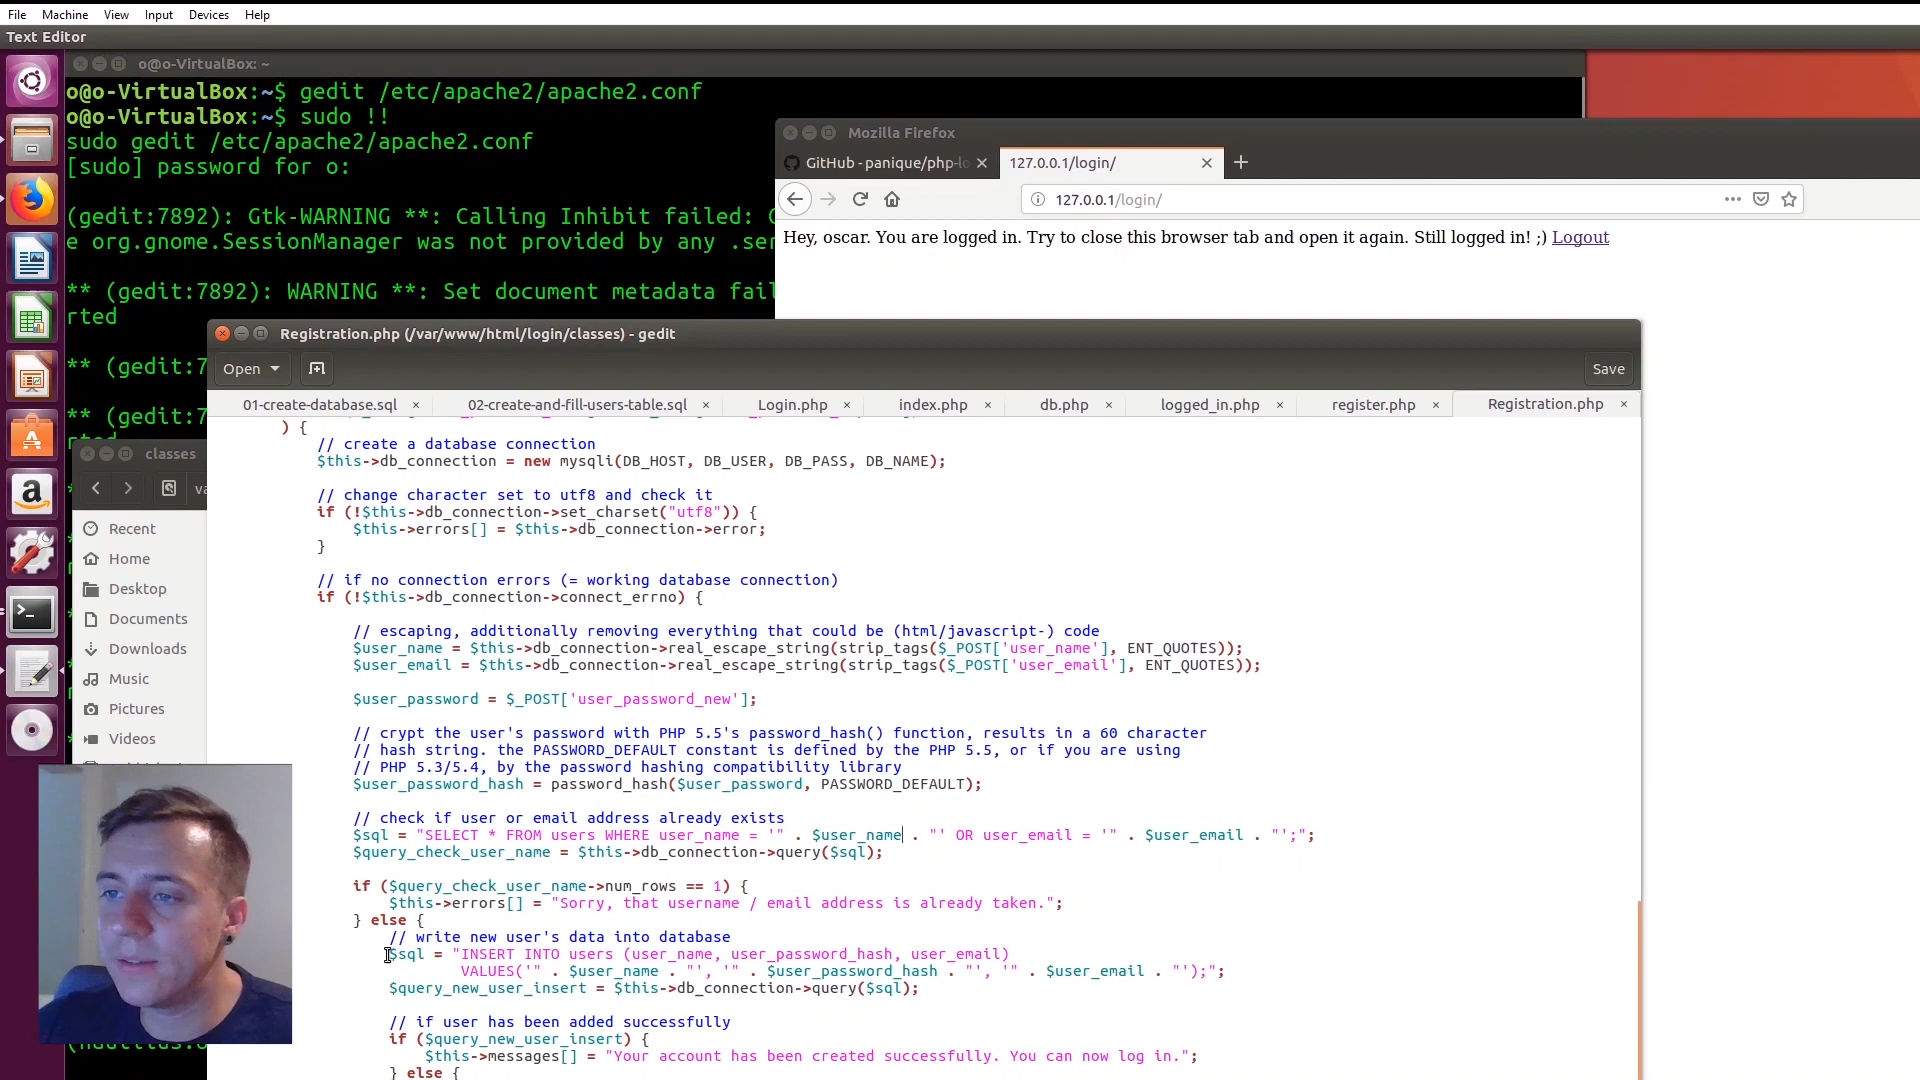 File Machine View Input Devices Help
Text Editor
o@o-VirtualBox: ~
o@o-VirtualBox:~$ gedit /etc/apache2/apache2.conf
o@o-VirtualBox:~$ sudo !!
sudo gedit /etc/apache2/apache2.conf
[sudo] password for o:
(gedit:7892): Gtk-WARNING **: Calling Inhibit failed:
e org.gnome.SessionManager was not provided by any .ser
** (gedit:7892): WARNING **: Set document metadata fail
rted
** (gedit:7
** (gedit:7
Mozilla Firefox
GitHub - panique/php-lo
127.0.0.1/login/
127.0.0.1/login/
Hey, oscar. You are logged in. Try to close this browser tab and open it again. Still logged in! ;) Logout
classes
va
Recent
Home
Desktop
Documents
Downloads
Music
Pictures
Videos
Registration.php (/var/www/html/login/classes) - gedit
Open
Save
01-create-database.sql
02-create-and-fill-users-table.sql
Login.php
index.php
db.php
logged_in.php
register.php
Registration.php
) {
// create a database connection
$this->db_connection = new mysqli(DB_HOST, DB_USER, DB_PASS, DB_NAME);
// change character set to utf8 and check it
if (!$this->db_connection->set_charset("utf8")) {
$this->errors[] = $this->db_connection->error;
}
// if no connection errors (= working database connection)
if (!$this->db_connection->connect_errno) {
// escaping, additionally removing everything that could be (html/javascript-) code
$user_name = $this->db_connection->real_escape_string(strip_tags($_POST['user_name'], ENT_QUOTES));
$user_email = $this->db_connection->real_escape_string(strip_tags($_POST['user_email'], ENT_QUOTES));
$user_password = $_POST['user_password_new'];
// crypt the user's password with PHP 5.5's password_hash() function, results in a 60 character
// hash string. the PASSWORD_DEFAULT constant is defined by the PHP 5.5, or if you are using
// PHP 5.3/5.4, by the password hashing compatibility library
$user_password_hash = password_hash($user_password, PASSWORD_DEFAULT);
// check if user or email address already exists
$sql = "SELECT * FROM users WHERE user_name = '" . $user_name . "' OR user_email = '" . $user_email . "';";
$query_check_user_name = $this->db_connection->query($sql);
if ($query_check_user_name->num_rows == 1) {
$this->errors[] = "Sorry, that username / email address is already taken.";
} else {
// write new user's data into database
$sql = "INSERT INTO users (user_name, user_password_hash, user_email)
VALUES('" . $user_name . "', '" . $user_password_hash . "', '" . $user_email . "');";
$query_new_user_insert = $this->db_connection->query($sql);
// if user has been added successfully
if ($query_new_user_insert) {
$this->messages[] = "Your account has been created successfully. You can now log in.";
} else {